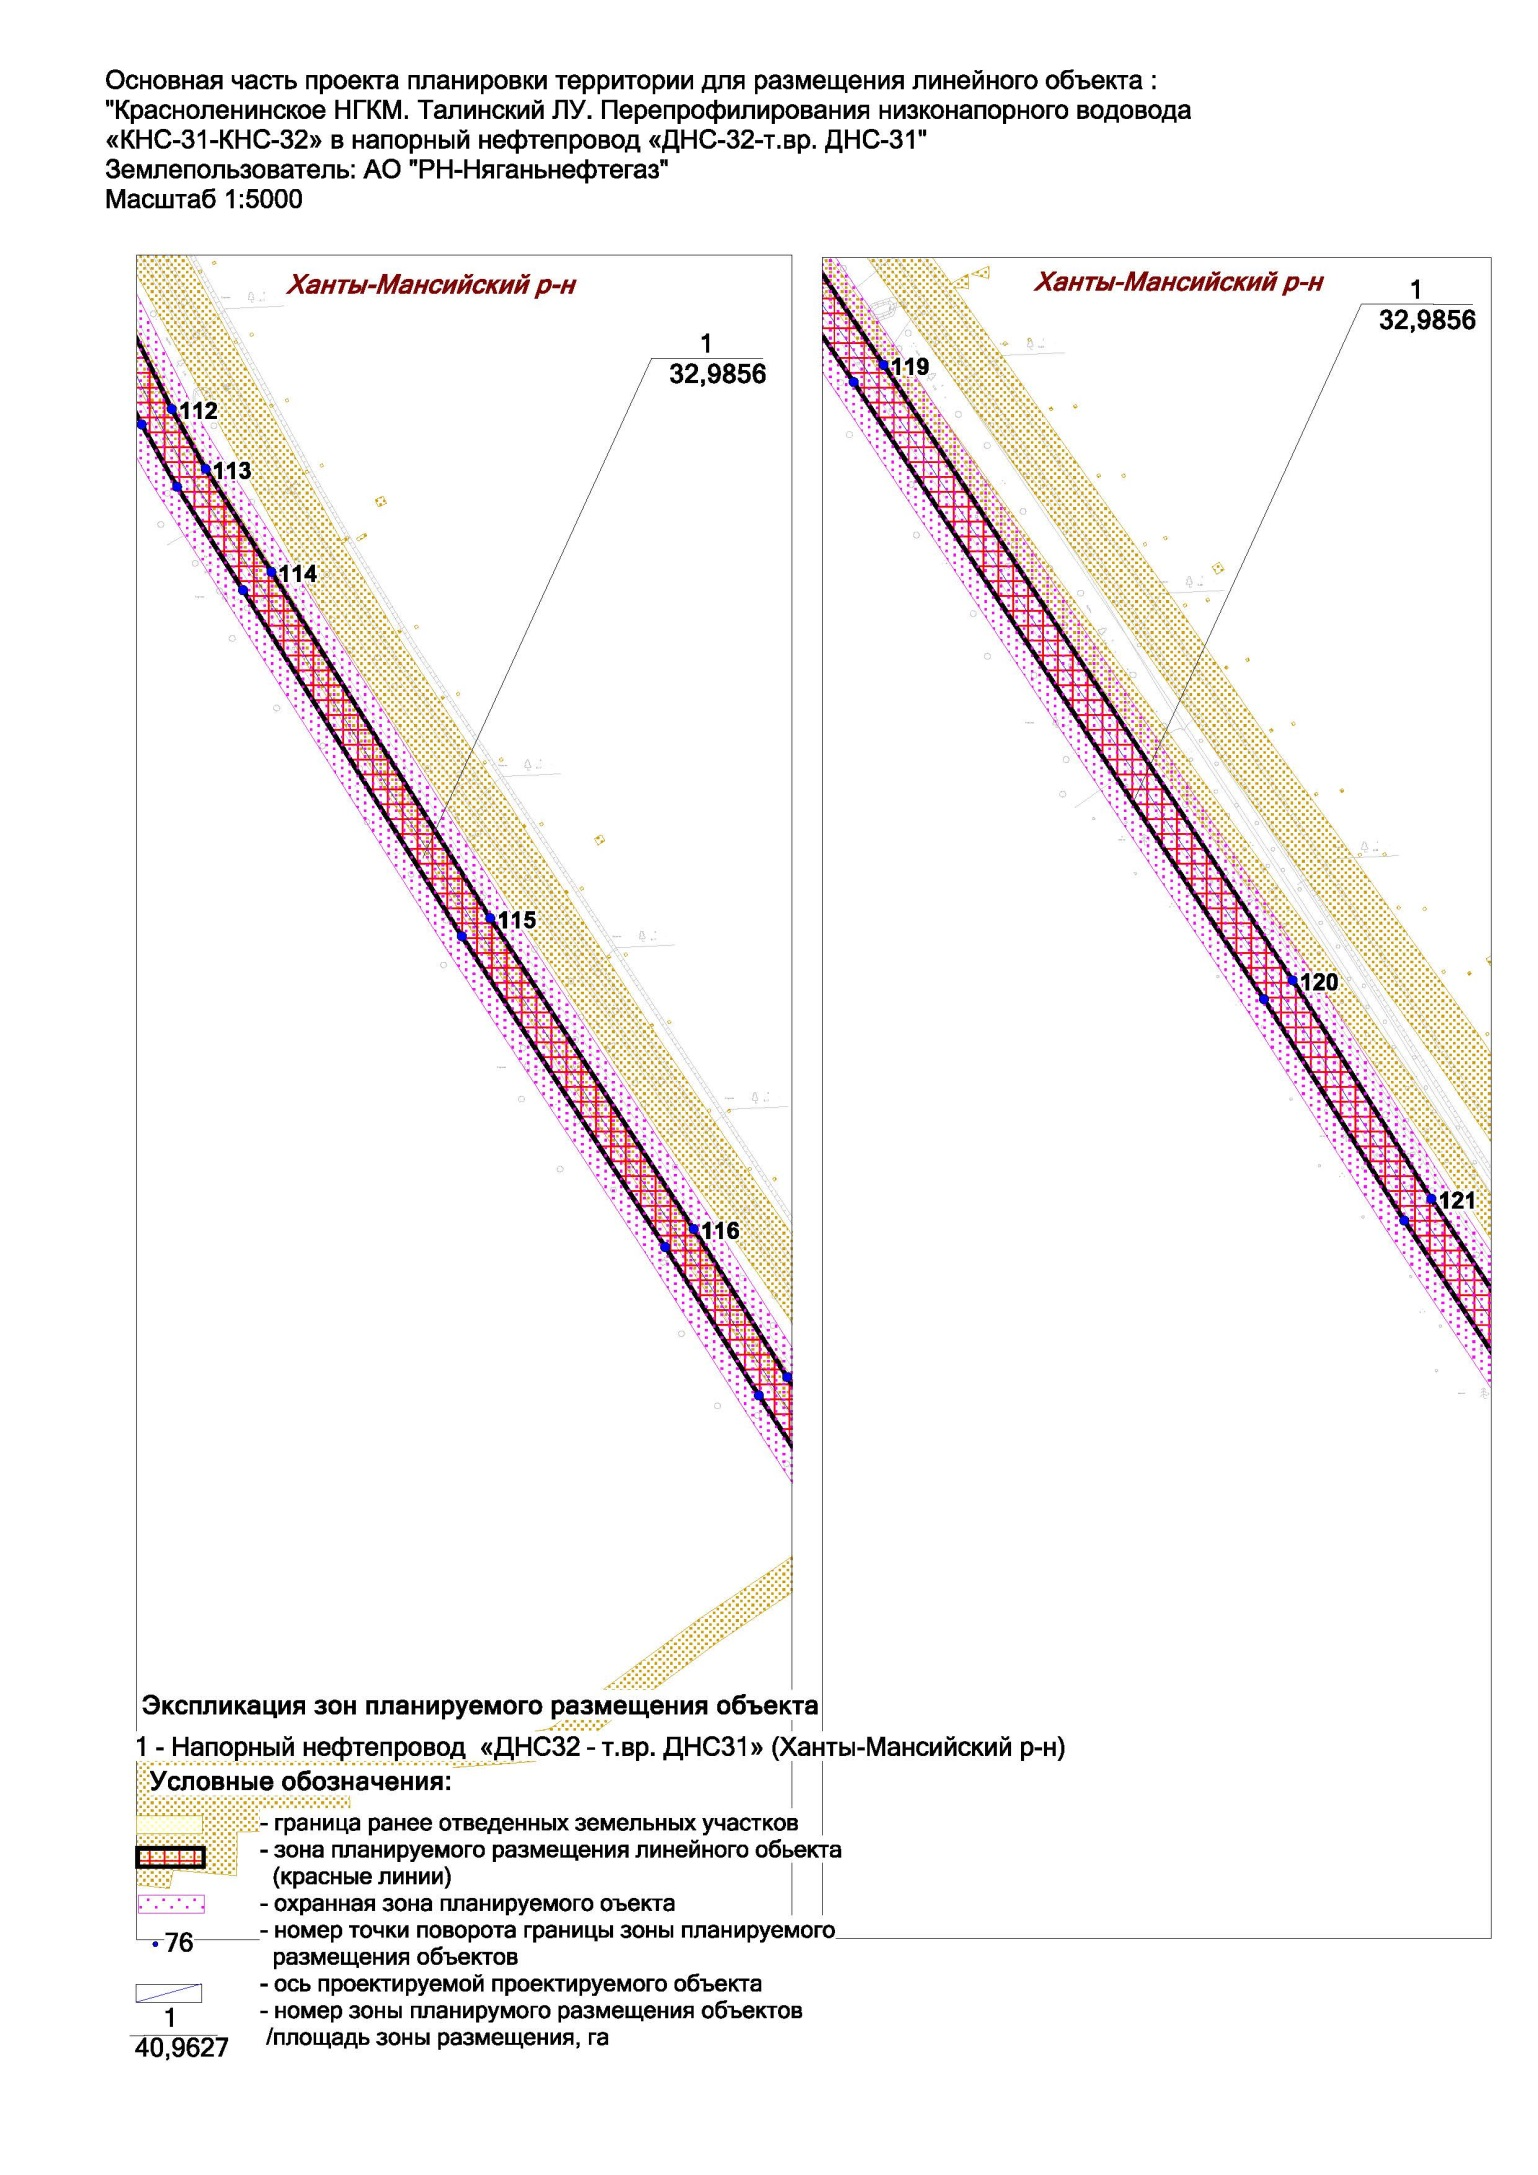 Основная часть проекта планировки территории для размещения линейного объекта :
"Красноленинское НГКМ. Талинский ЛУ. Перепрофилирования низконапорного водовода
«КНС-31-КНС-32» в напорный нефтепровод «ДНС-32-т.вр. ДНС-31"
Землепользователь: АО "РН-Няганьнефтегаз"
Масштаб 1:5000
Ханты-Мансийский р-н
1
32,9856
112
113
114
115
116
Ханты-Мансийский р-н
1
32,9856
119
120
121
Экспликация зон планируемого размещения объекта
1 - Напорный нефтепровод «ДНС32 - т.вр. ДНС31» (Ханты-Мансийский р-н)
Условные обозначения:
- граница ранее отведенных земельных участков
- зона планируемого размещения линейного обьекта
(красные линии)
- охранная зона планируемого оъекта
76
- номер точки поворота границы зоны планируемого
размещения объектов
- ось проектируемой проектируемого объекта
1
40,9627
- номер зоны планирумого размещения объектов
/площадь зоны размещения, га